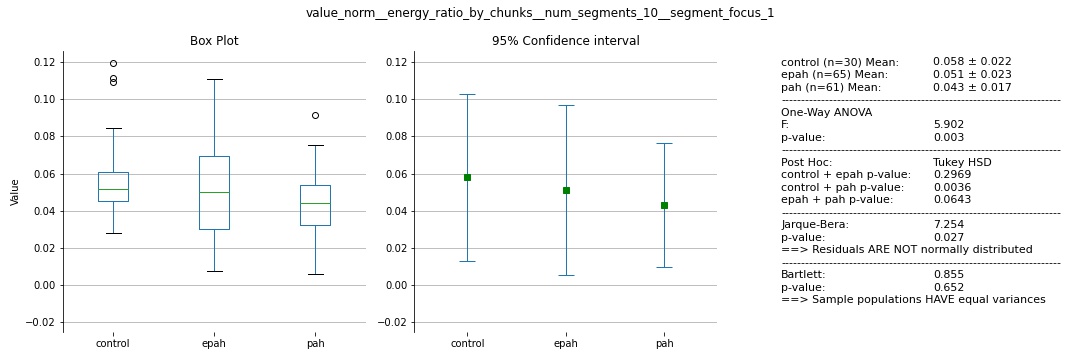 value_norm__energy_ratio_by_chunks__num_segments_10__segment_focus_1
Box Plot
Value
0.12
0.10
0.08
0.06
0.04
0.02
0.00
−0.02
control epah pah
95% Confidence interval
0.12
0.10
0.08
0.06
0.04
0.02
0.00
−0.02
control epah pah
control (n=30) Mean: 0.058 ± 0.022
epah (n=65) Mean: 0.051 ± 0.023
pah (n=61) Mean: 0.043 ± 0.017
One-Way ANOVA
F: 5.902
p-value: 0.003
Post Hoc: Tukey HSD
control + epah p-value: 0.2969
control + pah p-value: 0.0036
epah + pah p-value: 0.0643
Jarque-Bera: 7.254
p-value: 0.027
==> Residuals ARE NOT normally distributed
Bartlett: 0.855
p-value: 0.652
==> Sample populations HAVE equal variances